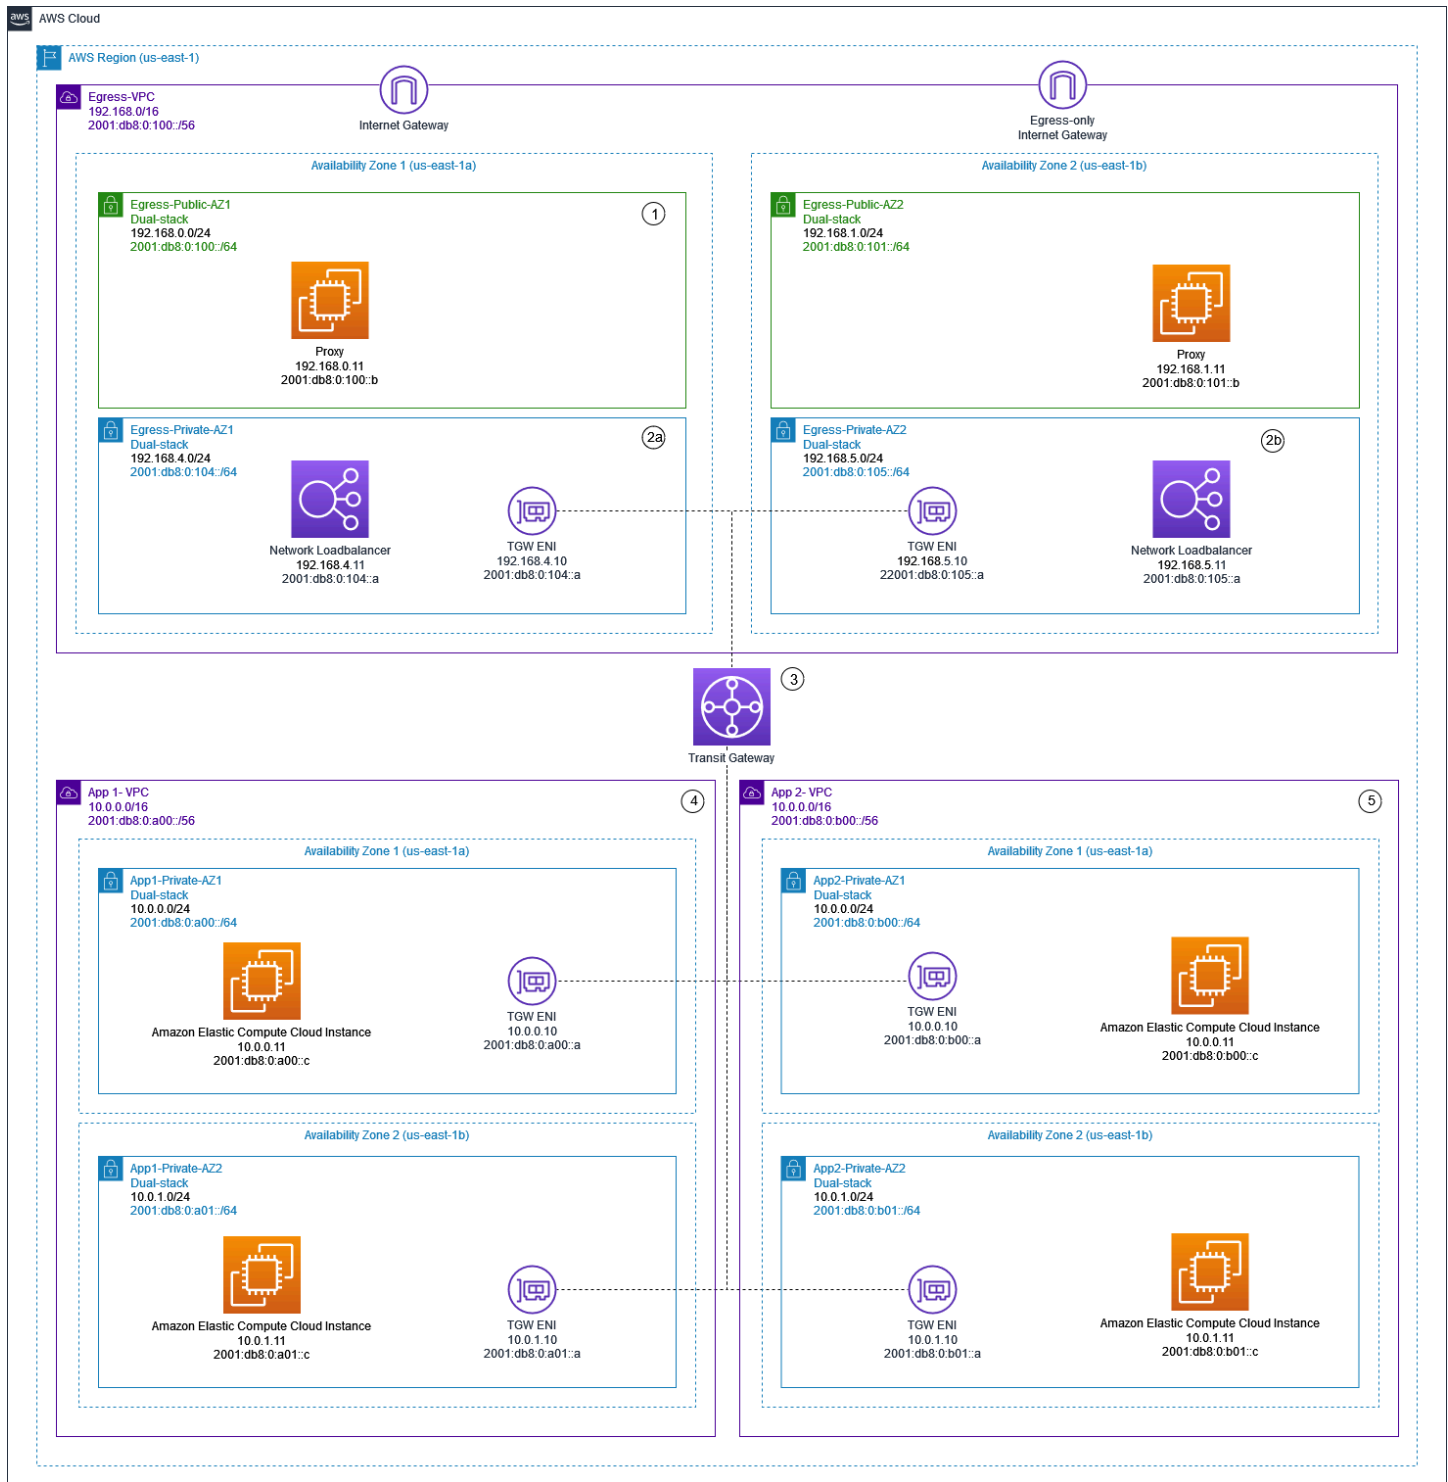 aws
AWS Cloud
AWS Region (us-east-1)
Egress-VPC
192.168.0/16
2001:db8:0:100::/56
Internet Gateway
Egress-only
Internet Gateway
Availability Zone 1 (us-east-1a)
Egress-Public-AZ1
Dual-stack
192.168.0.0/24
2001:db8:0:100::/64
1
Proxy
192.168.0.11
2001:db8:0:100::b
Availability Zone 2 (us-east-1b)
Egress-Public-AZ2
Dual-stack
192.168.1.0/24
2001:db8:0:101::/64
Proxy
192.168.1.11
2001:db8:0:101::b
Egress-Private-AZ1
Dual-stack
192.168.4.0/24
2001:db8:0:104::/64
2a
Network Loadbalancer
192.168.4.11
2001:db8:0:104::a
TGW ENI
192.168.4.10
2001:db8:0:104::a
Egress-Private-AZ2
Dual-stack
192.168.5.0/24
2001:db8:0:105::/64
2b
TGW ENI
192.168.5.10
22001:db8:0:105::a
Network Loadbalancer
192.168.5.11
2001:db8:0:105::a
3
Transit Gateway
App 1- VPC
10.0.0.0/16
2001:db8:0:a00::/56
4
Availability Zone 1 (us-east-1a)
App1-Private-AZ1
Dual-stack
10.0.0.0/24
2001:db8:0:a00::/64
Amazon Elastic Compute Cloud Instance
10.0.0.11
2001:db8:0:a00::c
TGW ENI
10.0.0.10
2001:db8:0:a00::a
Availability Zone 2 (us-east-1b)
App1-Private-AZ2
Dual-stack
10.0.1.0/24
2001:db8:0:a01::/64
Amazon Elastic Compute Cloud Instance
10.0.1.11
2001:db8:0:a01::c
TGW ENI
10.0.1.10
2001:db8:0:a01::a
App 2- VPC
10.0.0.0/16
2001:db8:0:b00::/56
5
Availability Zone 1 (us-east-1a)
App2-Private-AZ1
Dual-stack
10.0.0.0/24
2001:db8:0:b00::/64
TGW ENI
10.0.0.10
2001:db8:0:b00::a
Amazon Elastic Compute Cloud Instance
10.0.0.11
2001:db8:0:b00::c
Availability Zone 2 (us-east-1b)
App2-Private-AZ2
Dual-stack
10.0.1.0/24
2001:db8:0:b01::/64
TGW ENI
10.0.1.10
2001:db8:0:b01::a
Amazon Elastic Compute Cloud Instance
10.0.1.11
2001:db8:0:b01::c